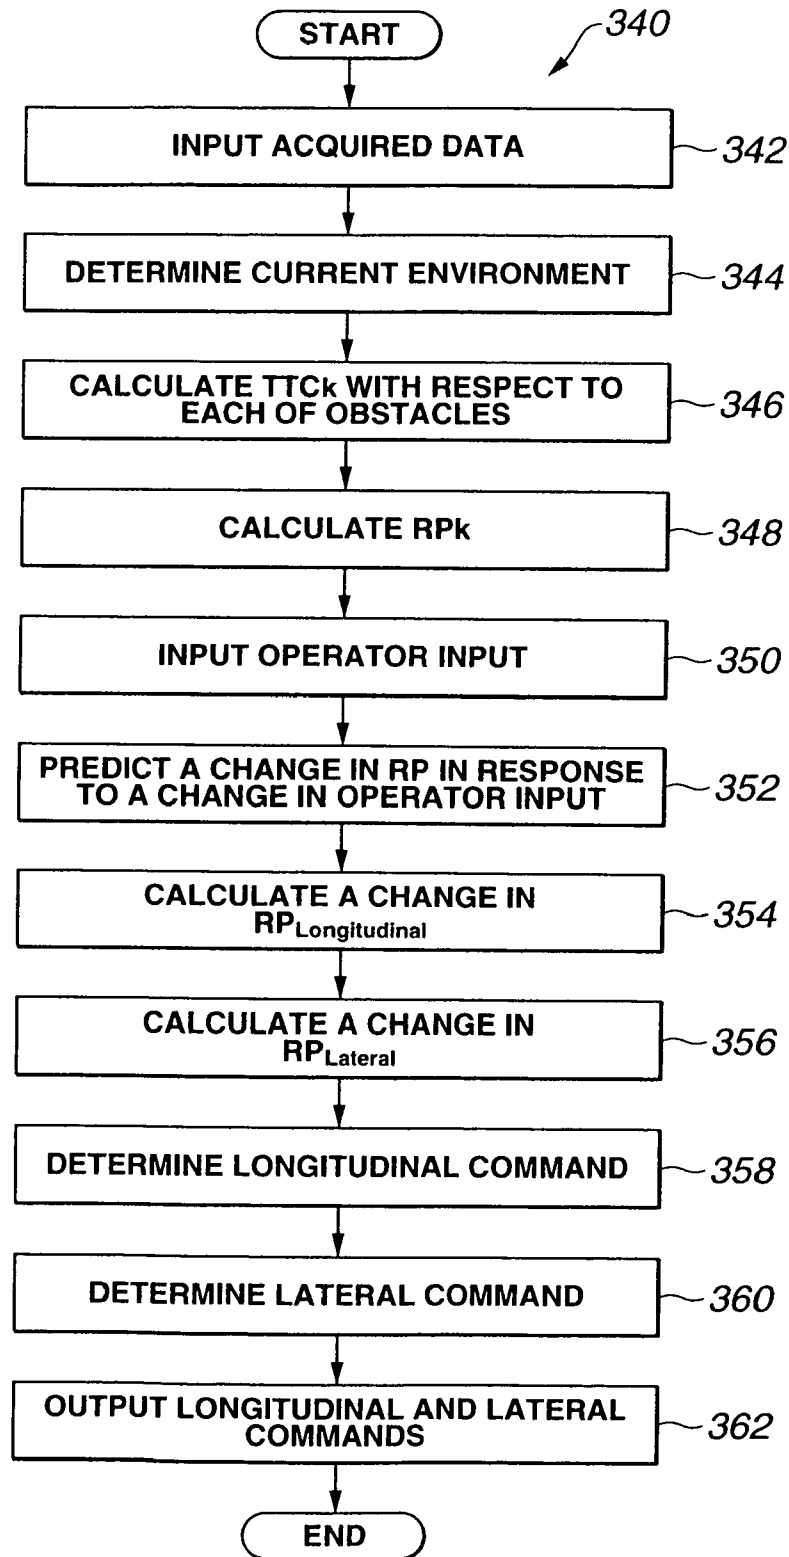 START
340
INPUT ACQUIRED DATA
342
DETERMINE CURRENT ENVIRONMENT
344
CALCULATE TTCk WITH RESPECT TO
EACH OF OBSTACLES
346
CALCULATE RPk
348
INPUT OPERATOR INPUT
350
PREDICT A CHANGE IN RP IN RESPONSE
TO A CHANGE IN OPERATOR INPUT
352
CALCULATE A CHANGE IN
RPLongitudinal
354
CALCULATE A CHANGE IN
RPLateral
356
DETERMINE LONGITUDINAL COMMAND
358
DETERMINE LATERAL COMMAND
360
OUTPUT LONGITUDINAL AND LATERAL
COMMANDS
362
END